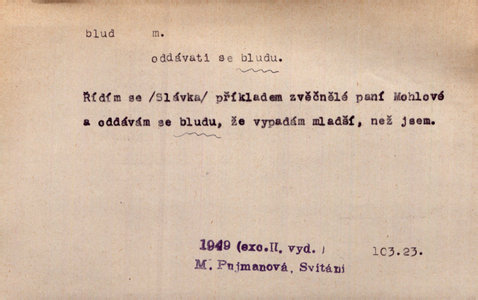 blud m.
oddávati se bludu.
Řídím se /Slávka/ příkladem zvěčnělé paní Mohlové
a oddávám se bludu, že vypadám mladší, než jsem.
1949 (exc.II. vyd.) 103.23.
M. Pujmanová, Svítání